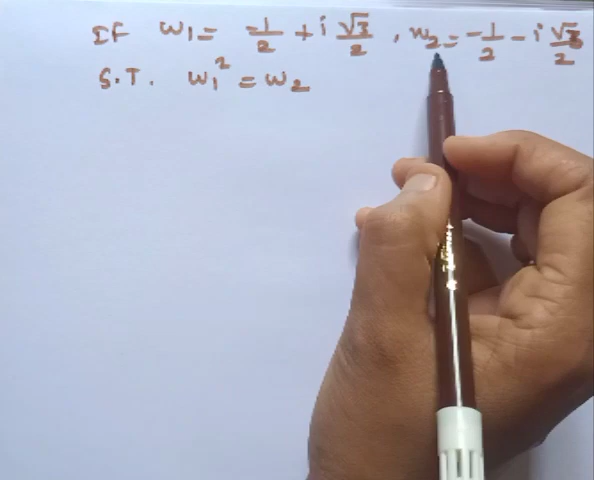 If w₁ = -1/2 + i √3/2 , w₂ = -1/2 - i √3/2
S.T. w₁² = w₂